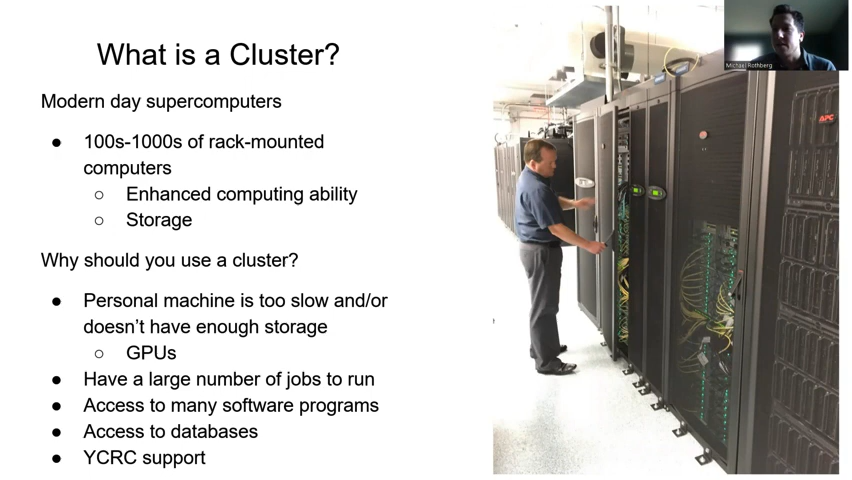 What is a Cluster?
Modern day supercomputers
● 100s-1000s of rack-mounted
computers
○ Enhanced computing ability
○ Storage
Why should you use a cluster?
● Personal machine is too slow and/or
doesn't have enough storage
○ GPUs
● Have a large number of jobs to run
● Access to many software programs
● Access to databases
● YCRC support
Michael Rothberg
APC